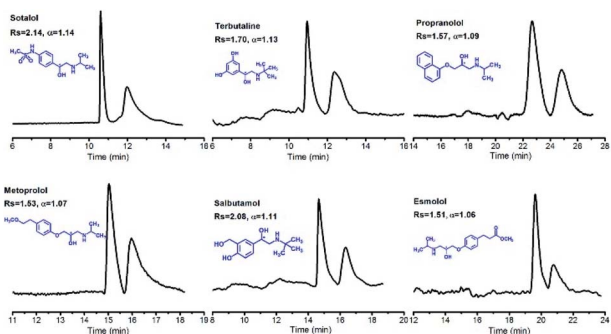 Sotalol
Rs=2.14, α=1.14
Terbutaline
Rs=1.70, α=1.13
Propranolol
Rs=1.57, α=1.09
6 8 10 12 14 16
Time (min)
6 8 10 12 14 16
Time (min)
14 16 18 20 22 24 26 28
Time (min)
Metoprolol
Rs=1.53, α=1.07
Salbutamol
Rs=2.08, α=1.11
Esmolol
Rs=1.51, α=1.06
11 12 13 14 15 16 17 18 19
Time (min)
8 10 12 14 16 18 20
Time (min)
12 14 16 18 20 22 24
Time (min)